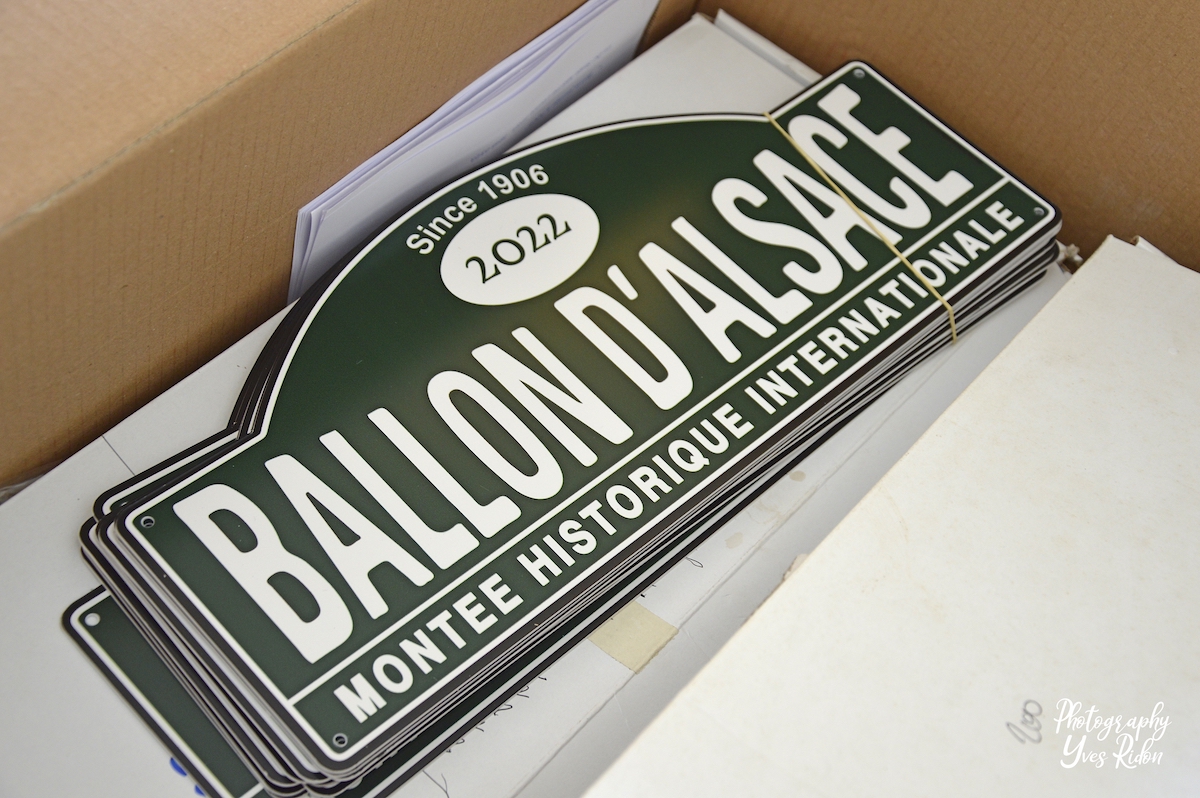 Since 1906
2022
BALLON D'ALSACE
MONTEE HISTORIQUE INTERNATIONALE
Photography
Yves Ridon